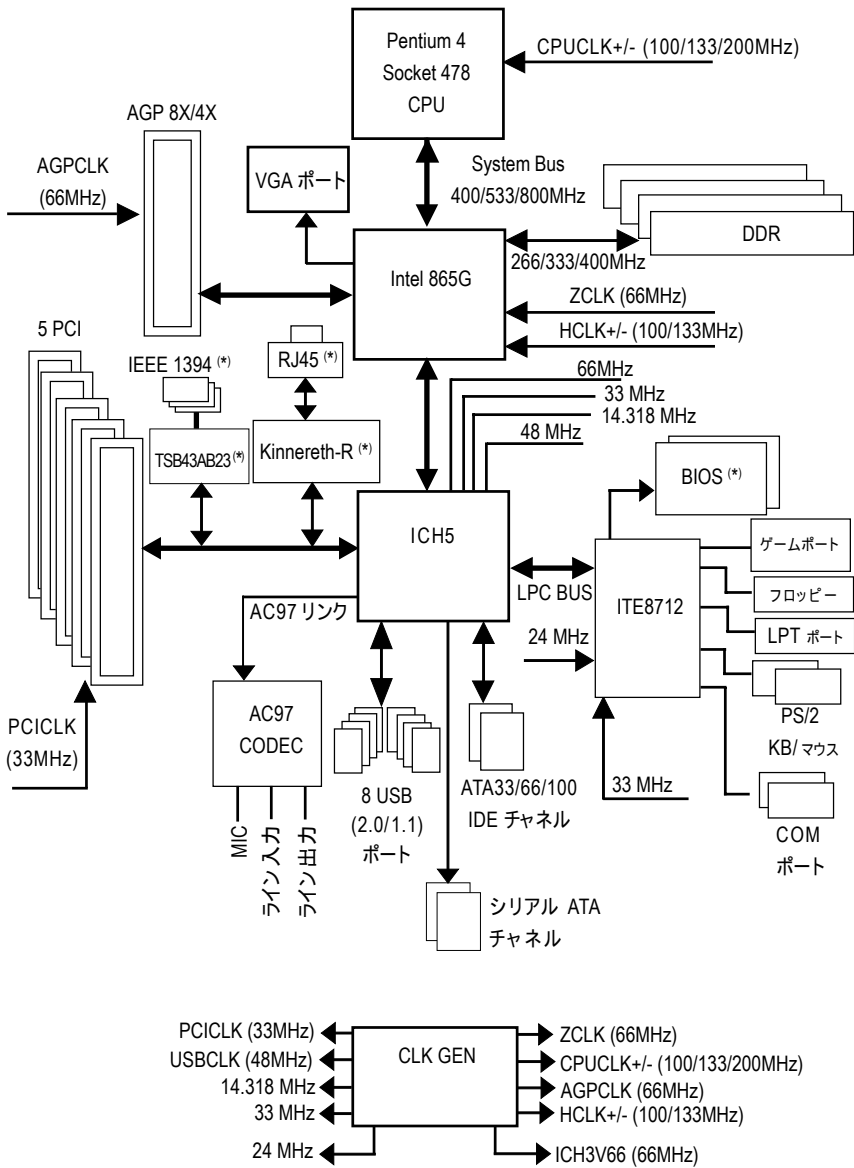 Pentium 4
Socket 478
CPU
CPUCLK+/- (100/133/200MHz)
AGP 8X/4X
AGPCLK
(66MHz)
VGA ポート
System Bus
400/533/800MHz
DDR
266/333/400MHz
Intel 865G
ZCLK (66MHz)
HCLK+/- (100/133MHz)
5 PCI
IEEE 1394 (*)
RJ45 (*)
66MHz
33 MHz
14.318 MHz
48 MHz
TSB43AB23(*)
Kinnereth-R (*)
BIOS (*)
ICH5
ゲームポート
LPC BUS
ITE8712
フロッピー
AC97 リンク
24 MHz
LPT ポート
PCICLK
(33MHz)
AC97
CODEC
PS/2
KB/ マウス
8 USB
(2.0/1.1)
ポート
ATA33/66/100
IDE チャネル
33 MHz
MIC
ライン入力
ライン出力
COM
ポート
シリアル ATA
チャネル
PCICLK (33MHz)
USBCLK (48MHz)
14.318 MHz
33 MHz
24 MHz
CLK GEN
ZCLK (66MHz)
CPUCLK+/- (100/133/200MHz)
AGPCLK (66MHz)
HCLK+/- (100/133MHz)
ICH3V66 (66MHz)